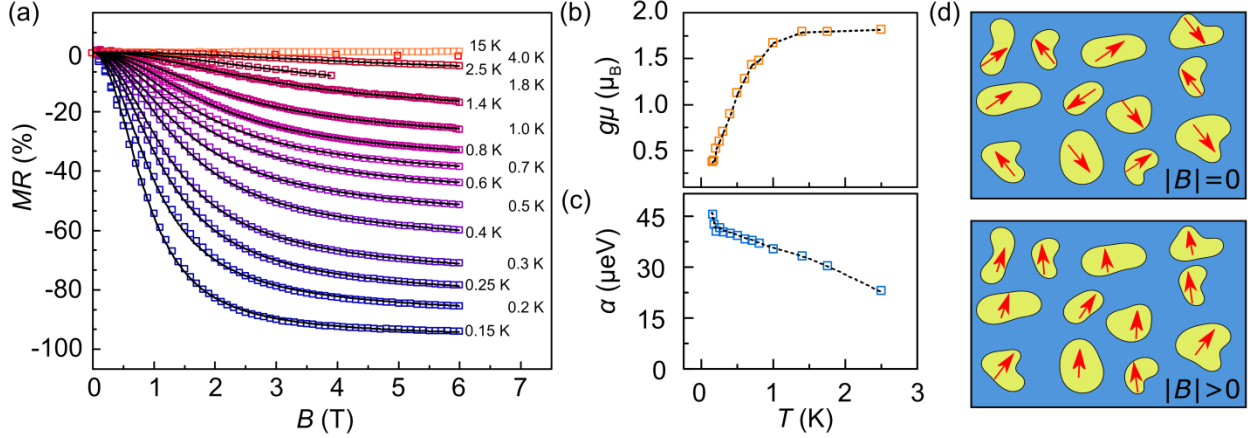 (a)
MR (%)
0
-20
-40
-60
-80
-100
15 K
4.0 K
2.5 K
1.8 K
1.4 K
1.0 K
0.8 K
0.7 K
0.6 K
0.5 K
0.4 K
0.3 K
0.25 K
0.2 K
0.15 K
0 1 2 3 4 5 6 7
B (T)
(b)
gμ (μB)
2.0
1.5
1.0
0.5
(c)
α (μeV)
45
30
15
0
0 1 2 3
T (K)
(d)
|B|=0
|B|>0